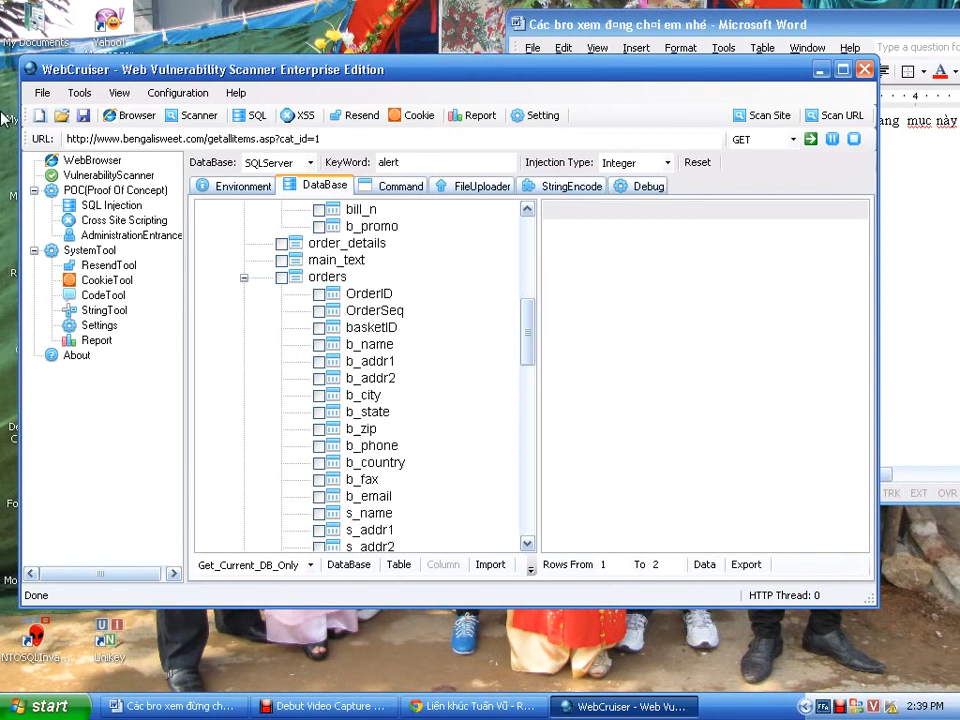 My Documents
Yahoo!
Các bro xem đừng chửi em nhé - Microsoft Word
File Edit View Insert Format Tools Table Window Help
Type a question fo
WebCruiser - Web Vulnerability Scanner Enterprise Edition
File Tools View Configuration Help
Browser Scanner SQL XSS Resend Cookie Report Setting Scan Site Scan URL
ang mục này
URL: http://www.bengalisweet.com/getallitems.asp?cat_id=1 GET
WebBrowser
VulnerabilityScanner
POC(Proof Of Concept)
SQL Injection
Cross Site Scripting
AdministrationEntrance
SystemTool
ResendTool
CookieTool
CodeTool
StringTool
Settings
Report
About
DataBase: SQLServer KeyWord: alert Injection Type: Integer Reset
Environment DataBase Command FileUploader StringEncode Debug
bill_n
b_promo
order_details
main_text
orders
OrderID
OrderSeq
basketID
b_name
b_addr1
b_addr2
b_city
b_state
b_zip
b_phone
b_country
b_fax
b_email
s_name
s_addr1
s_addr2
Get_Current_DB_Only DataBase Table Column Import Rows From 1 To 2 Data Export
Done HTTP Thread: 0
TRK EXT OVR
NTOSQLInva...
Unikey
start
Các bro xem đừng ch...
Debut Video Capture ...
Liên khúc Tuấn Vũ - R...
WebCruiser - Web Vu...
2:39 PM